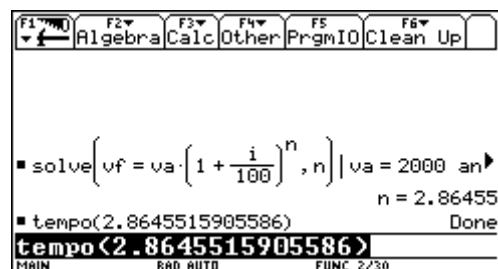 F1 F2▾ Algebra F3▾ Calc F4▾ Other F5 PrgmIO F6▾ Clean Up
▪ solve(vf = va·(1 + i/100)^n, n) | va = 2000 an▶
n = 2.86455
▪ tempo(2.8645515905586) Done
tempo(2.8645515905586)
MAIN RAD AUTO FUNC 2/30